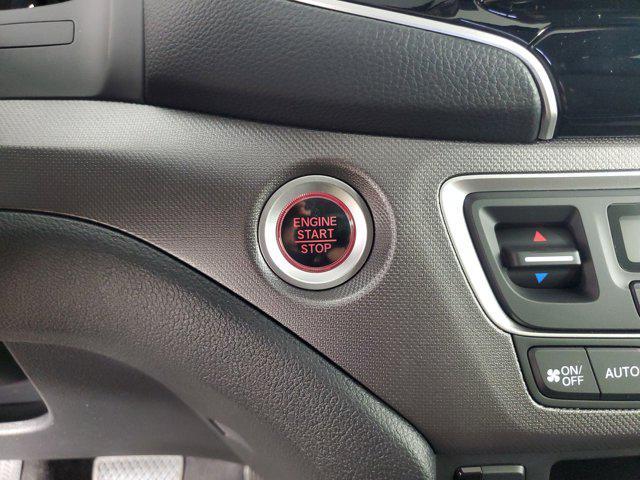 ENGINE
START
STOP
ON/
OFF
AUTO